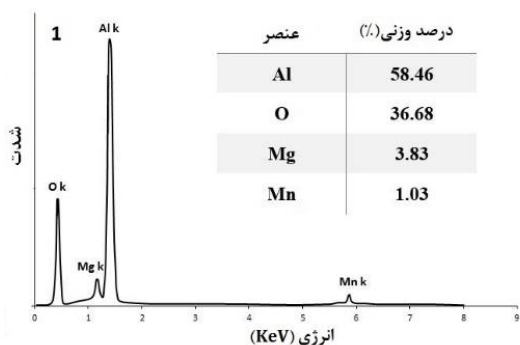 1
Al k
O k
Mg k
Mn k
عنصر درصد وزنی(٪)
Al 58.46
O 36.68
Mg 3.83
Mn 1.03
شدت
0 1 2 3 4 5 6 7 8 9
انرژی (KeV)